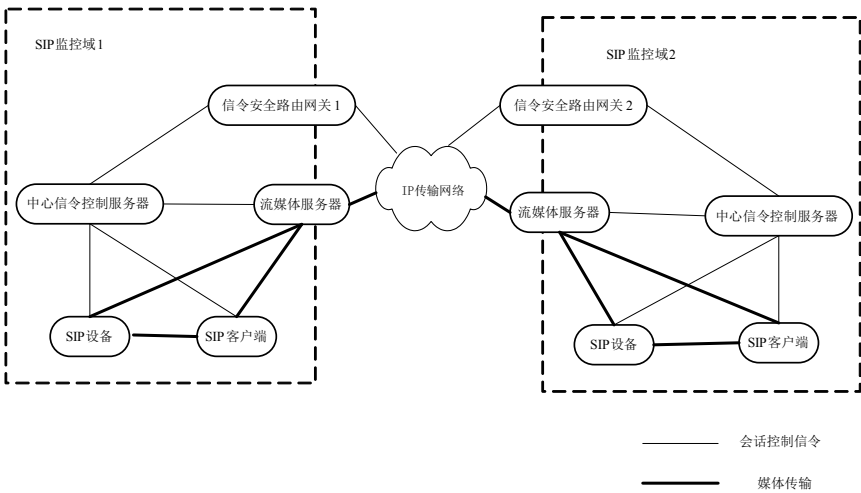 SIP监控域1
SIP监控域2
信令安全路由网关1
信令安全路由网关2
IP传输网络
中心信令控制服务器
流媒体服务器
流媒体服务器
中心信令控制服务器
SIP设备
SIP客户端
SIP设备
SIP客户端
会话控制信令
媒体传输